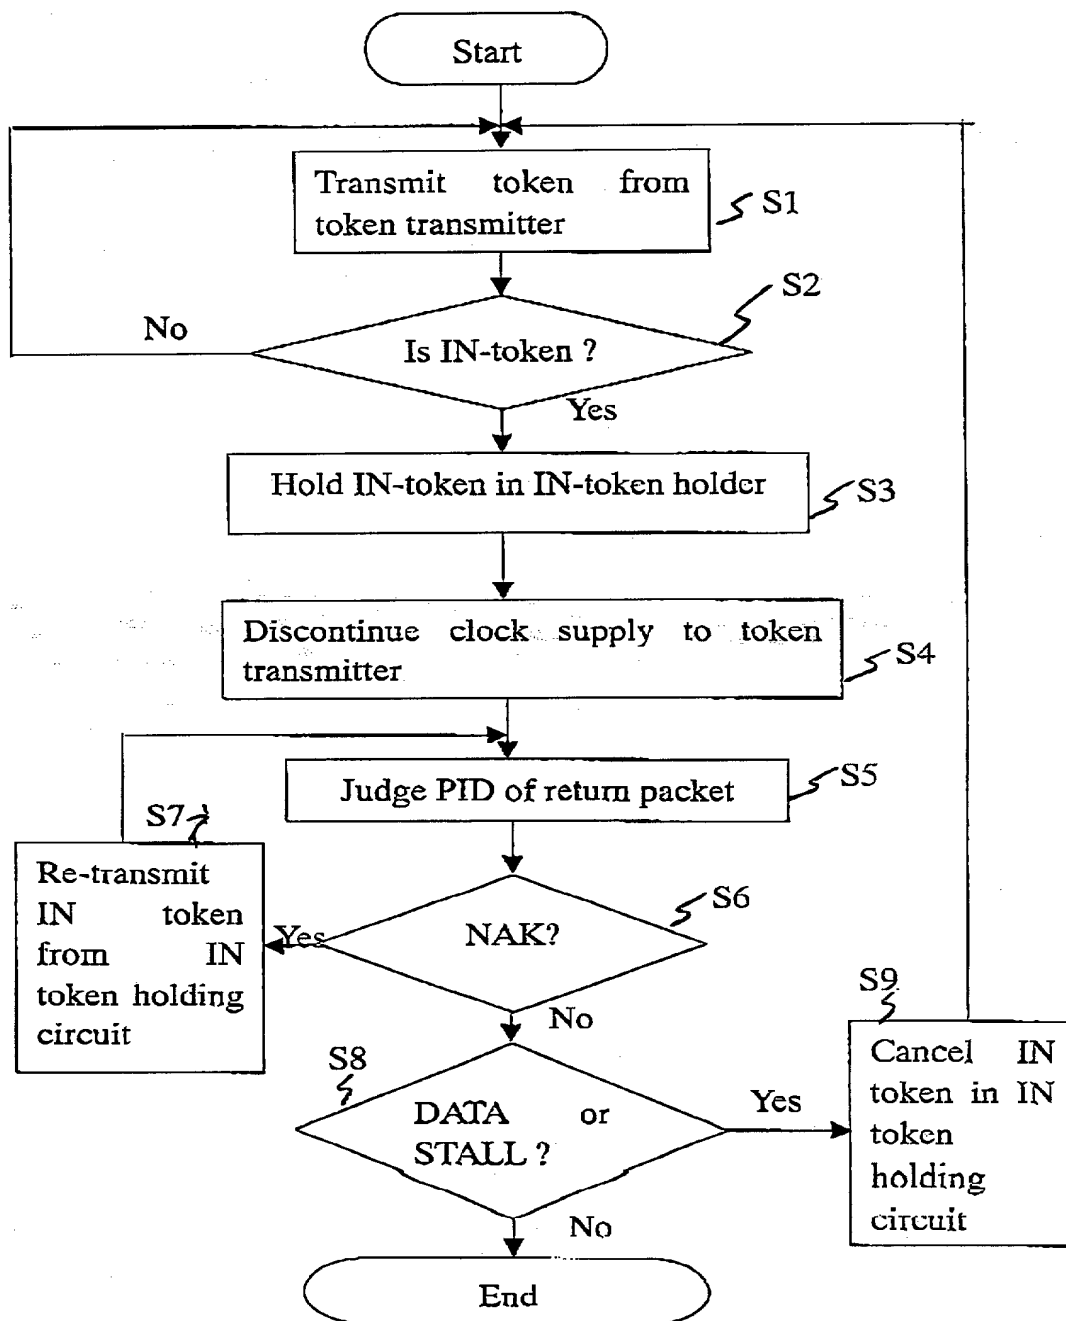 Start
Transmit token from
token transmitter
S1
S2
No
Is IN-token ?
Yes
Hold IN-token in IN-token holder
S3
Discontinue clock supply to token
transmitter
S4
Judge PID of return packet
S5
S7
Re-transmit
IN token
from IN
token holding
circuit
Yes
NAK?
S6
No
S8
DATA or
STALL ?
Yes
S9
Cancel IN
token in IN
token
holding
circuit
No
End